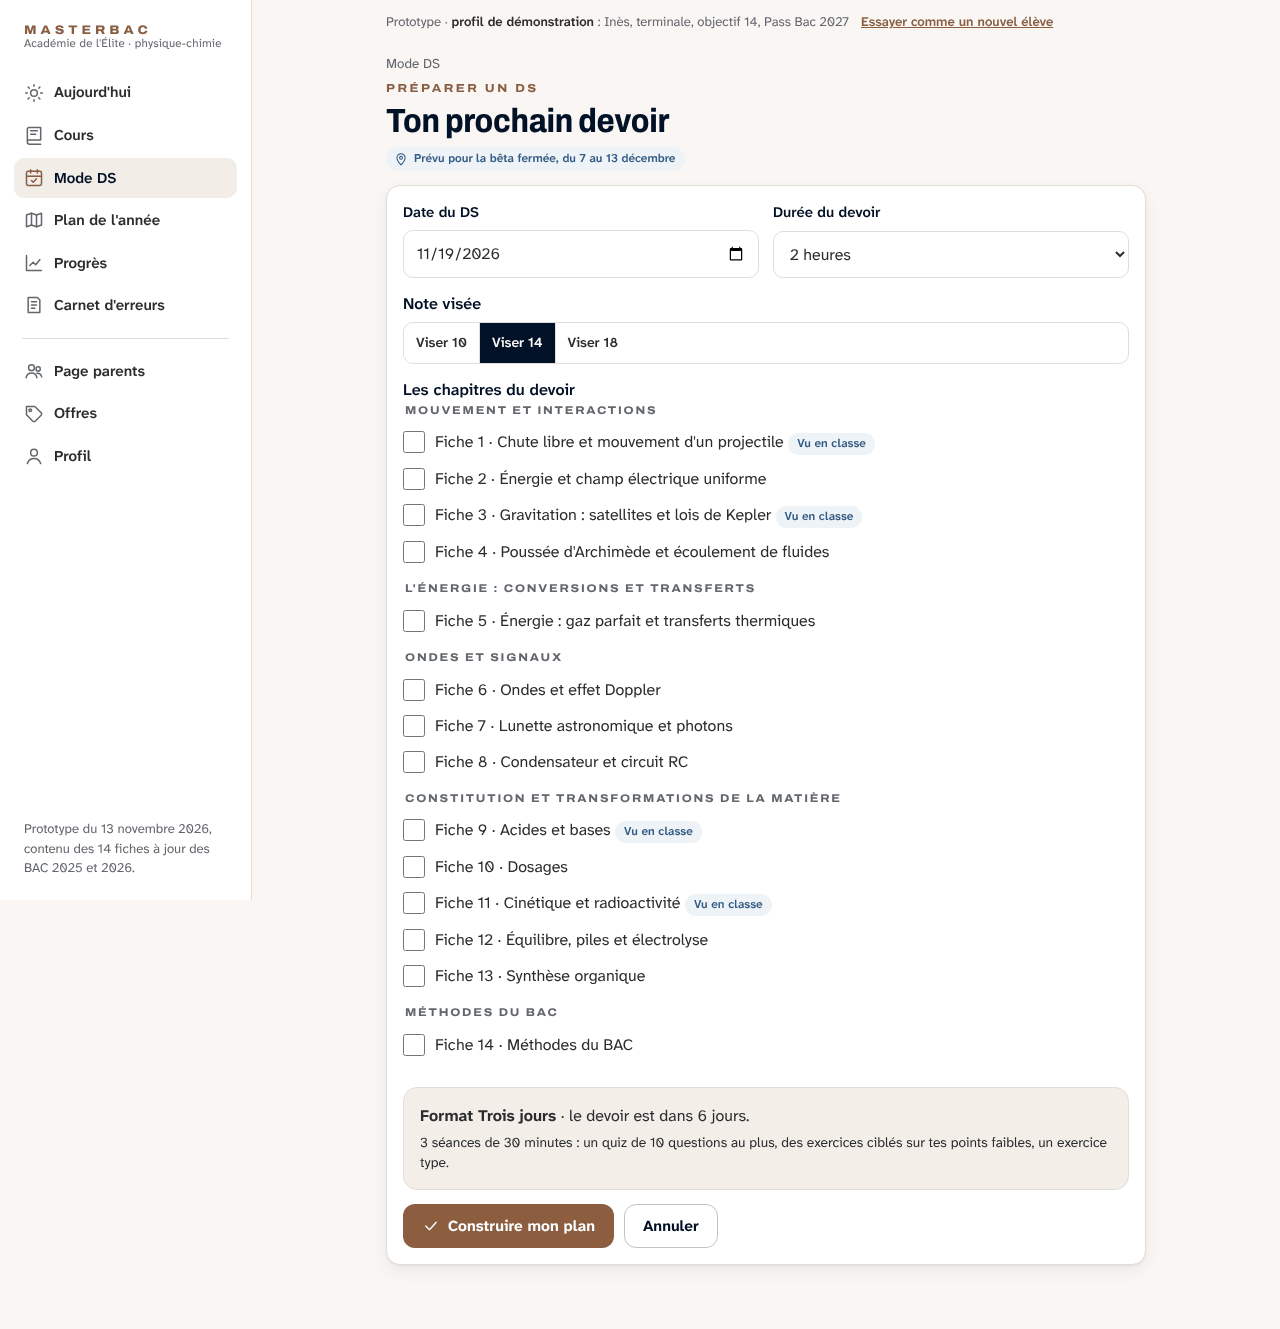 MASTERBAC
Académie de l'Élite · physique-chimie
Aujourd'hui
Cours
Mode DS
Plan de l'année
Progrès
Carnet d'erreurs
Page parents
Offres
Profil
Prototype du 13 novembre 2026,
contenu des 14 fiches à jour des
BAC 2025 et 2026.
Prototype · profil de démonstration : Inès, terminale, objectif 14, Pass Bac 2027 Essayer comme un nouvel élève
Mode DS
PRÉPARER UN DS
Ton prochain devoir
Prévu pour la bêta fermée, du 7 au 13 décembre
Date du DS
11/19/2026
Durée du devoir
2 heures
Note visée
Viser 10 Viser 14 Viser 18
Les chapitres du devoir
MOUVEMENT ET INTERACTIONS
Fiche 1 · Chute libre et mouvement d'un projectile Vu en classe
Fiche 2 · Énergie et champ électrique uniforme
Fiche 3 · Gravitation : satellites et lois de Kepler Vu en classe
Fiche 4 · Poussée d'Archimède et écoulement de fluides
L'ÉNERGIE : CONVERSIONS ET TRANSFERTS
Fiche 5 · Énergie : gaz parfait et transferts thermiques
ONDES ET SIGNAUX
Fiche 6 · Ondes et effet Doppler
Fiche 7 · Lunette astronomique et photons
Fiche 8 · Condensateur et circuit RC
CONSTITUTION ET TRANSFORMATIONS DE LA MATIÈRE
Fiche 9 · Acides et bases Vu en classe
Fiche 10 · Dosages
Fiche 11 · Cinétique et radioactivité Vu en classe
Fiche 12 · Équilibre, piles et électrolyse
Fiche 13 · Synthèse organique
MÉTHODES DU BAC
Fiche 14 · Méthodes du BAC
Format Trois jours · le devoir est dans 6 jours.
3 séances de 30 minutes : un quiz de 10 questions au plus, des exercices ciblés sur tes points faibles, un exercice
type.
Construire mon plan
Annuler